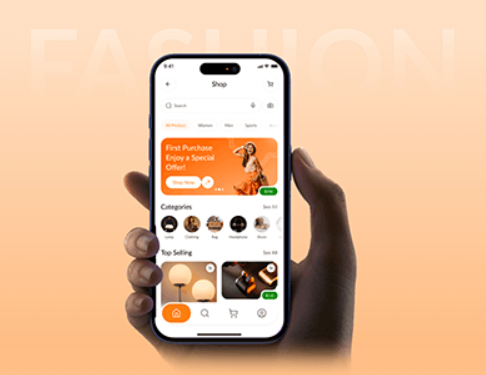 FASHION
9:41
Shop
Search
All Product Women Men Sports
First Purchase
Enjoy a Special
Offer!
Shop Now
Categories See All
Lamp Clothing Bag Headphone Shoes
Top Selling See All